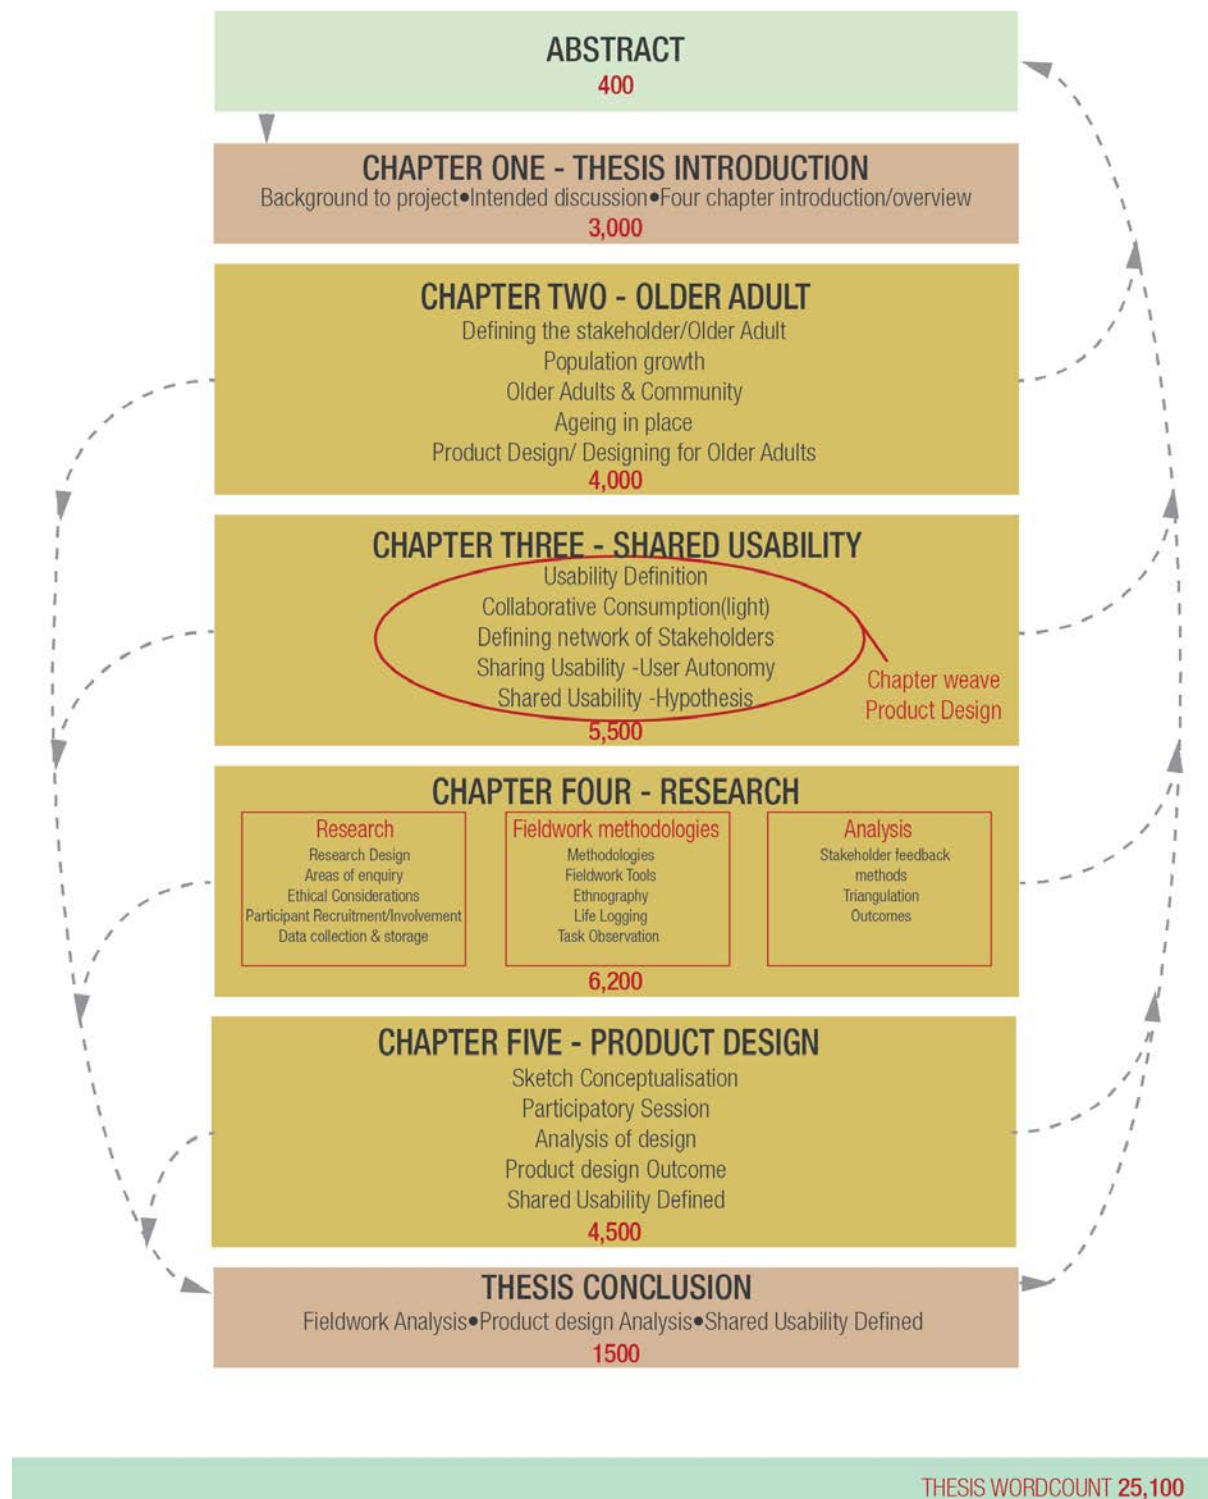 ABSTRACT
400
CHAPTER ONE - THESIS INTRODUCTION
Background to project•Intended discussion•Four chapter introduction/overview
3,000
CHAPTER TWO - OLDER ADULT
Defining the stakeholder/Older Adult
Population growth
Older Adults & Community
Ageing in place
Product Design/ Designing for Older Adults
4,000
CHAPTER THREE - SHARED USABILITY
Usability Definition
Collaborative Consumption(light)
Defining network of Stakeholders
Sharing Usability -User Autonomy
Shared Usability -Hypothesis
5,500
Chapter weave
Product Design
CHAPTER FOUR - RESEARCH
Research
Research Design
Areas of enquiry
Ethical Considerations
Participant Recruitment/Involvement
Data collection & storage
Fieldwork methodologies
Methodologies
Fieldwork Tools
Ethnography
Life Logging
Task Observation
Analysis
Stakeholder feedback
methods
Triangulation
Outcomes
6,200
CHAPTER FIVE - PRODUCT DESIGN
Sketch Conceptualisation
Participatory Session
Analysis of design
Product design Outcome
Shared Usability Defined
4,500
THESIS CONCLUSION
Fieldwork Analysis•Product design Analysis•Shared Usability Defined
1500
THESIS WORDCOUNT 25,100